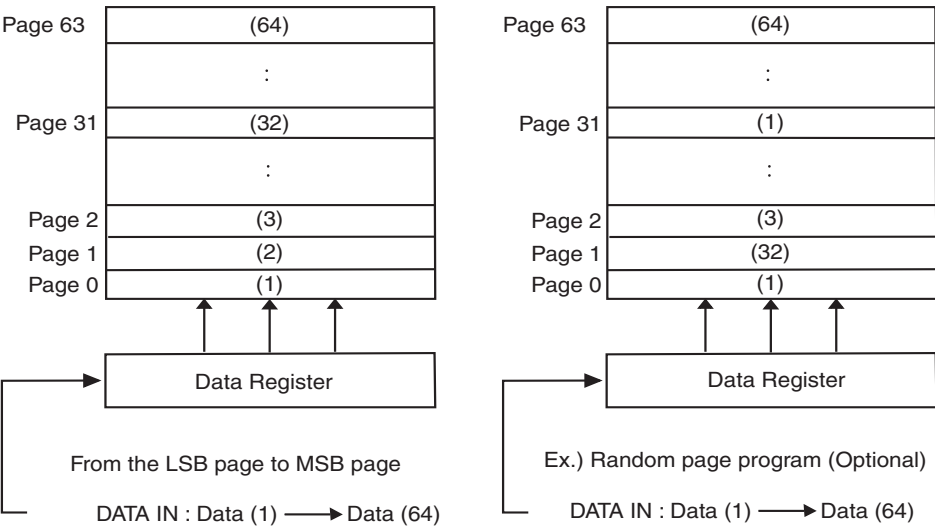 Page 63 (64)
:
Page 31 (32)
:
Page 2 (3)
Page 1 (2)
Page 0 (1)
Data Register
From the LSB page to MSB page
DATA IN : Data (1) → Data (64)
Page 63 (64)
:
Page 31 (1)
:
Page 2 (3)
Page 1 (32)
Page 0 (1)
Data Register
Ex.) Random page program (Optional)
DATA IN : Data (1) → Data (64)